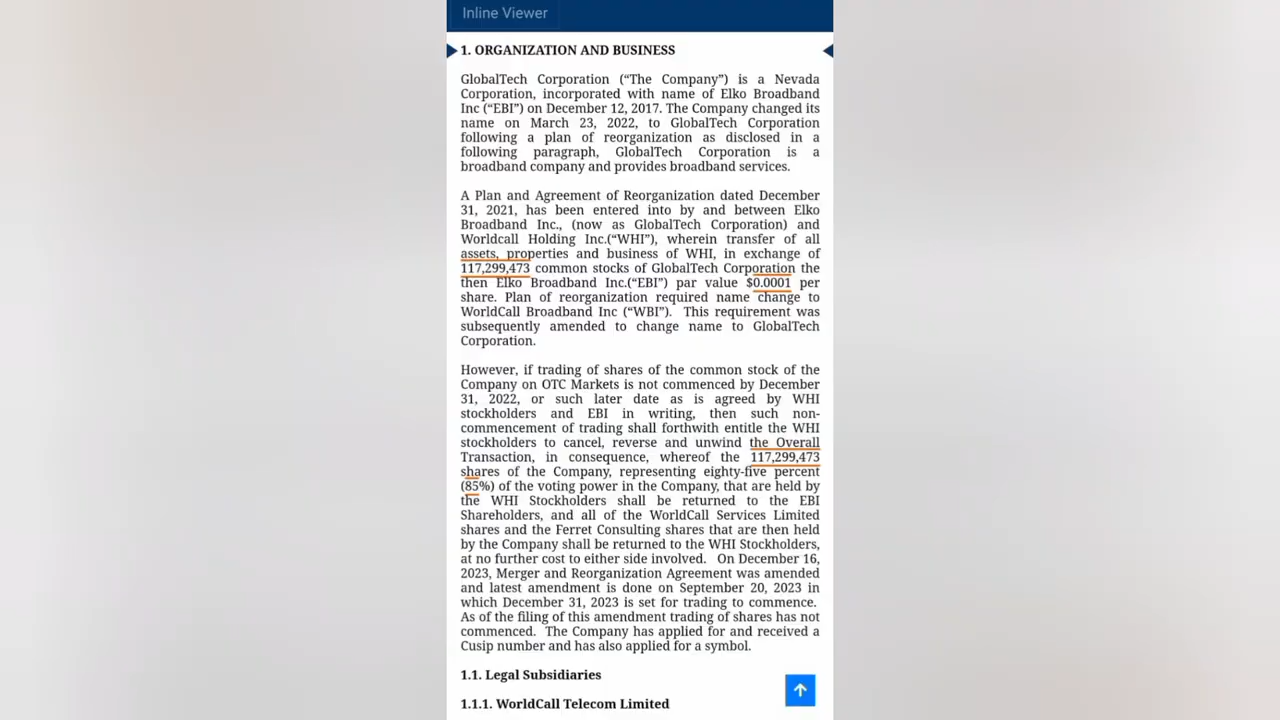 Inline Viewer
1. ORGANIZATION AND BUSINESS
GlobalTech Corporation (“The Company”) is a Nevada
Corporation, incorporated with name of Elko Broadband
Inc (“EBI”) on December 12, 2017. The Company changed its
name on March 23, 2022, to GlobalTech Corporation
following a plan of reorganization as disclosed in a
following paragraph, GlobalTech Corporation is a
broadband company and provides broadband services.
A Plan and Agreement of Reorganization dated December
31, 2021, has been entered into by and between Elko
Broadband Inc., (now as GlobalTech Corporation) and
Worldcall Holding Inc.(“WHI”), wherein transfer of all
assets, properties and business of WHI, in exchange of
117,299,473 common stocks of GlobalTech Corporation the
then Elko Broadband Inc.(“EBI”) par value $0.0001 per
share. Plan of reorganization required name change to
WorldCall Broadband Inc (“WBI”). This requirement was
subsequently amended to change name to GlobalTech
Corporation.
However, if trading of shares of the common stock of the
Company on OTC Markets is not commenced by December
31, 2022, or such later date as is agreed by WHI
stockholders and EBI in writing, then such non-
commencement of trading shall forthwith entitle the WHI
stockholders to cancel, reverse and unwind the Overall
Transaction, in consequence, whereof the 117,299,473
shares of the Company, representing eighty-five percent
(85%) of the voting power in the Company, that are held by
the WHI Stockholders shall be returned to the EBI
Shareholders, and all of the WorldCall Services Limited
shares and the Ferret Consulting shares that are then held
by the Company shall be returned to the WHI Stockholders,
at no further cost to either side involved. On December 16,
2023, Merger and Reorganization Agreement was amended
and latest amendment is done on September 20, 2023 in
which December 31, 2023 is set for trading to commence.
As of the filing of this amendment trading of shares has not
commenced. The Company has applied for and received a
Cusip number and has also applied for a symbol.
1.1. Legal Subsidiaries
1.1.1. WorldCall Telecom Limited